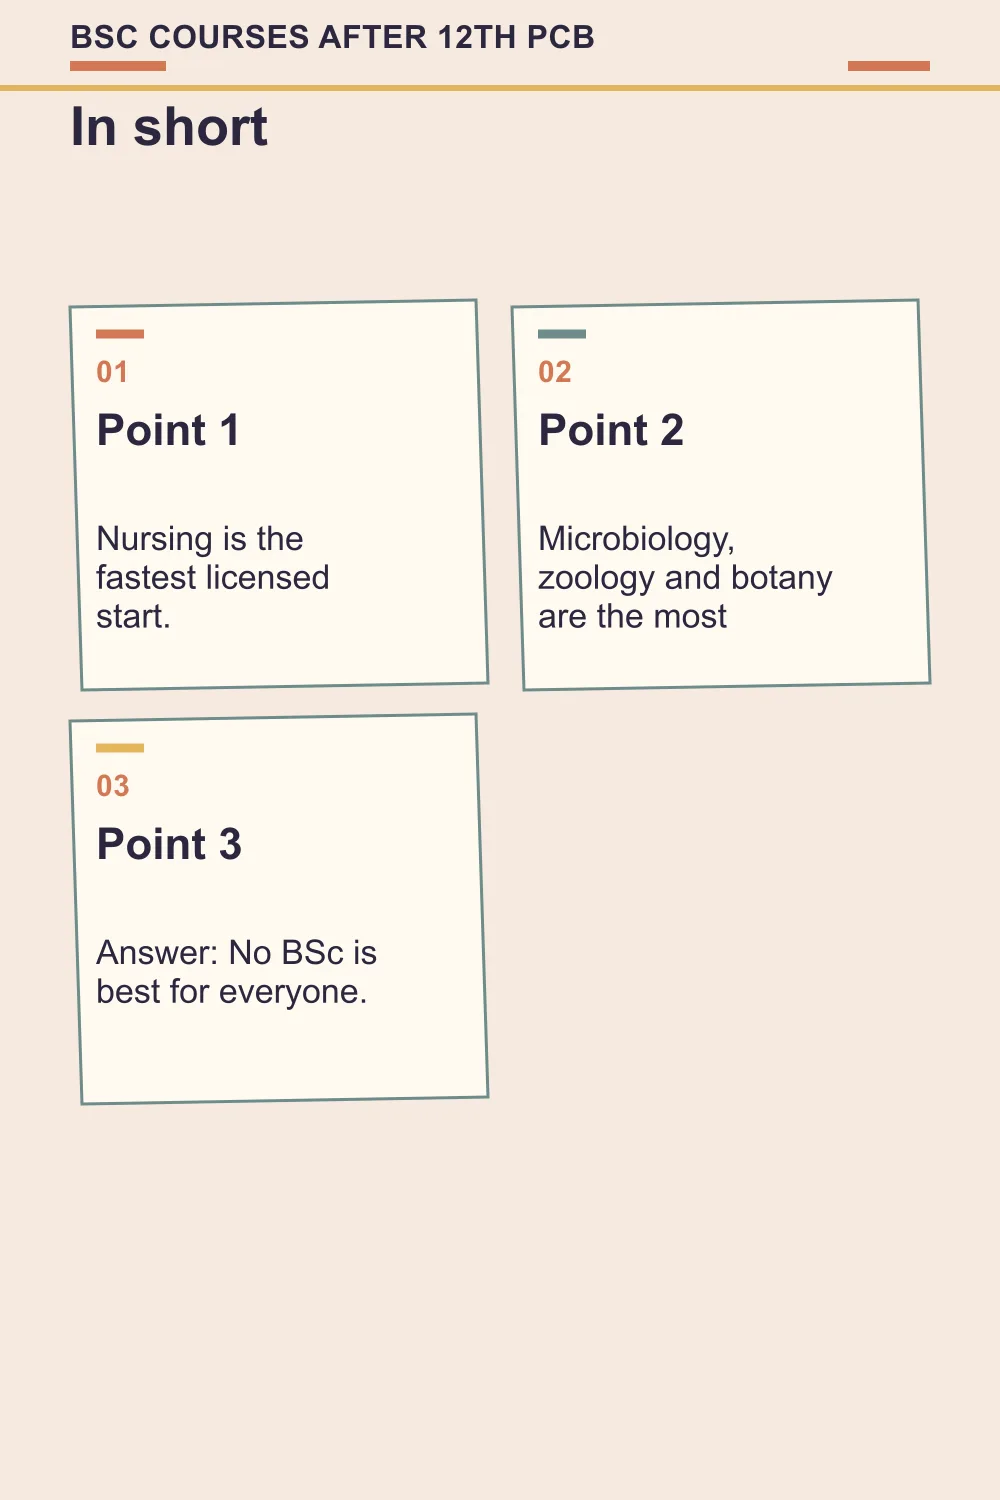 BSC COURSES AFTER 12TH PCB
In short
01
Point 1
Nursing is the
fastest licensed
start.
02
Point 2
Microbiology,
zoology and botany
are the most
03
Point 3
Answer: No BSc is
best for everyone.